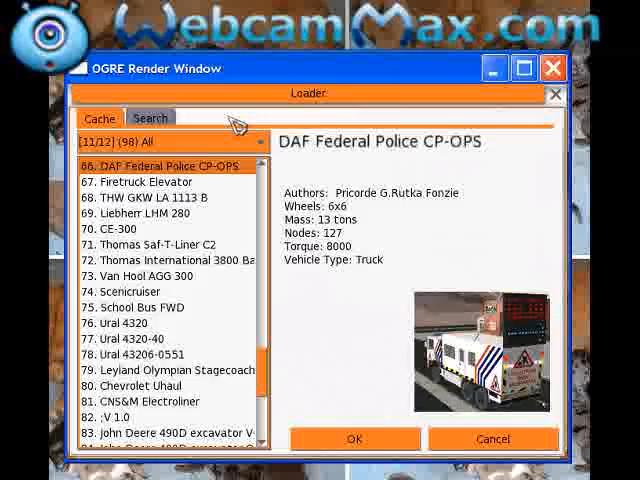 WebcamMax.com
OGRE Render Window
Loader
Cache
Search
[11/12] (98) All
66. DAF Federal Police CP-OPS
67. Firetruck Elevator
68. THW GKW LA 1113 B
69. Liebherr LHM 280
70. CE-300
71. Thomas Saf-T-Liner C2
72. Thomas International 3800 Ba
73. Van Hool AGG 300
74. Scenicruiser
75. School Bus FWD
76. Ural 4320
77. Ural 4320-40
78. Ural 43206-0551
79. Leyland Olympian Stagecoach
80. Chevrolet Uhaul
81. CNS&M Electroliner
82. ;V 1.0
83. John Deere 490D excavator V
84. John Deere 490D excavator
DAF Federal Police CP-OPS
Authors: Pricorde G.Rutka Fonzie
Wheels: 6x6
Mass: 13 tons
Nodes: 127
Torque: 8000
Vehicle Type: Truck
OK
Cancel